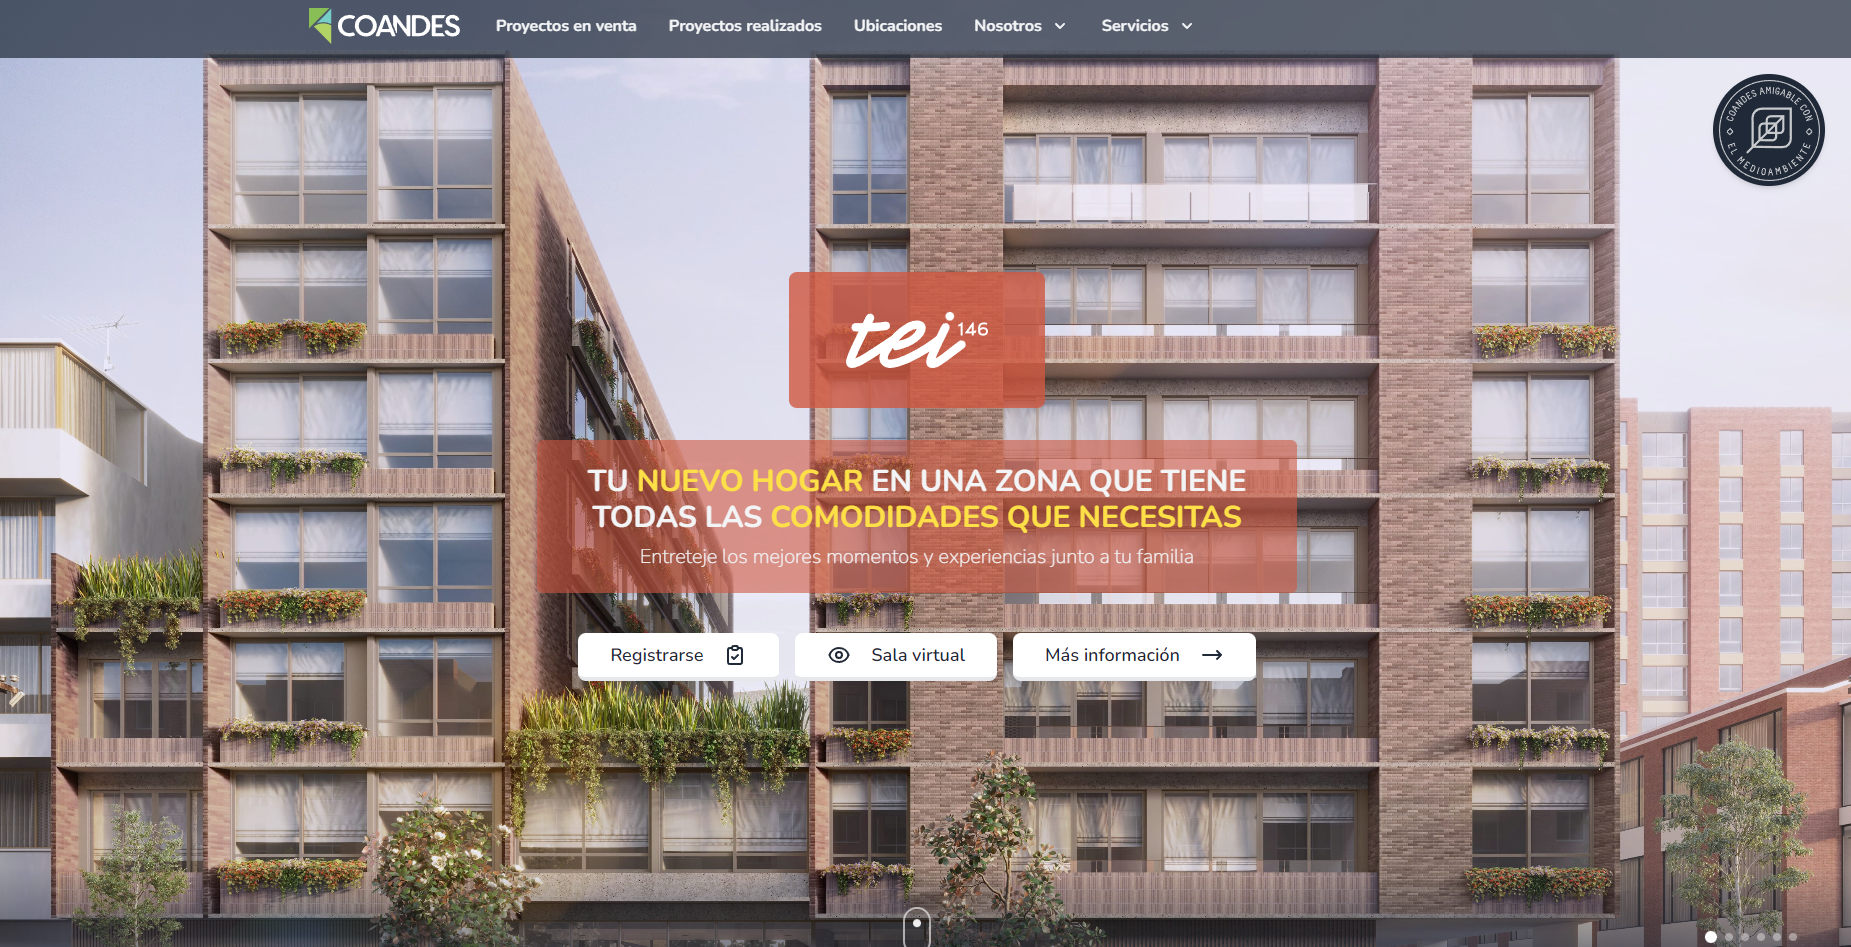 COANDES
Proyectos en venta
Proyectos realizados
Ubicaciones
Nosotros
Servicios
COANDES AMIGABLE CON
EL MEDIOAMBIENTE
tei 146
TU NUEVO HOGAR EN UNA ZONA QUE TIENE
TODAS LAS COMODIDADES QUE NECESITAS
Entreteje los mejores momentos y experiencias junto a tu familia
Registrarse
Sala virtual
Más información